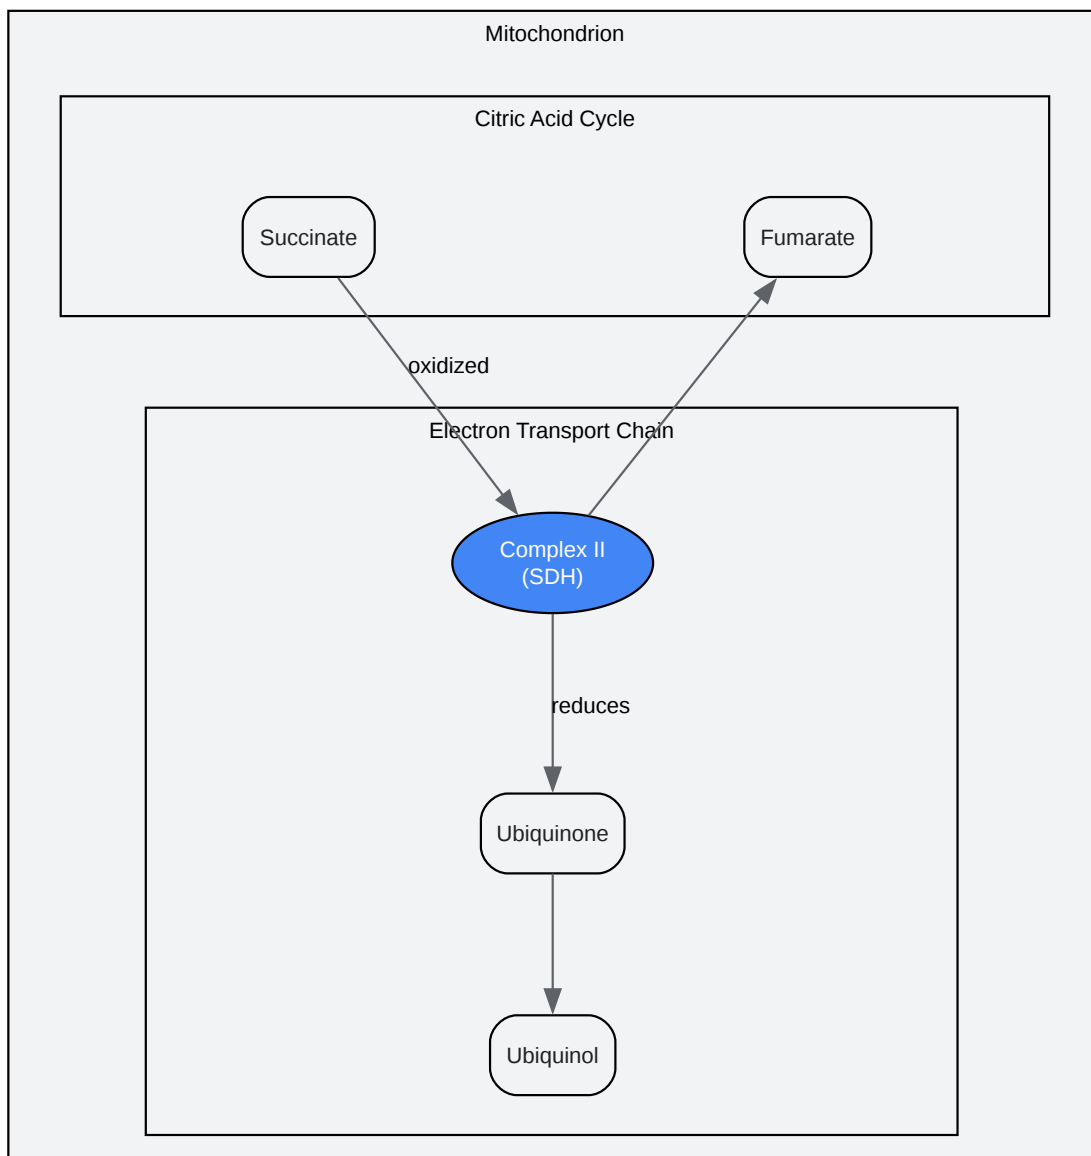 Mitochondrion
Citric Acid Cycle
Succinate
Fumarate
oxidized
Electron Transport Chain
Complex II
(SDH)
reduces
Ubiquinone
Ubiquinol